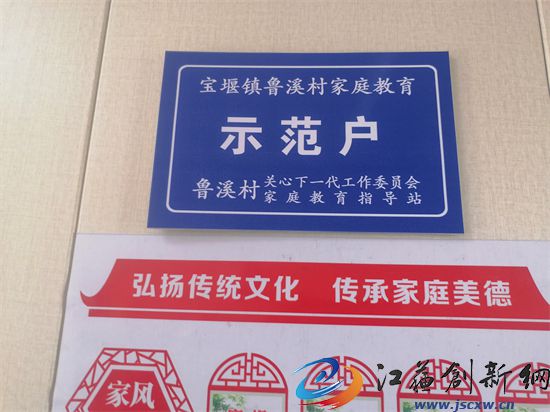 宝堰镇鲁溪村家庭教育
示范户
鲁溪村 关心下一代工作委员会
家庭教育指导站
弘扬传统文化 传承家庭美德
家风
江苏创新网
www.jscxw.cn